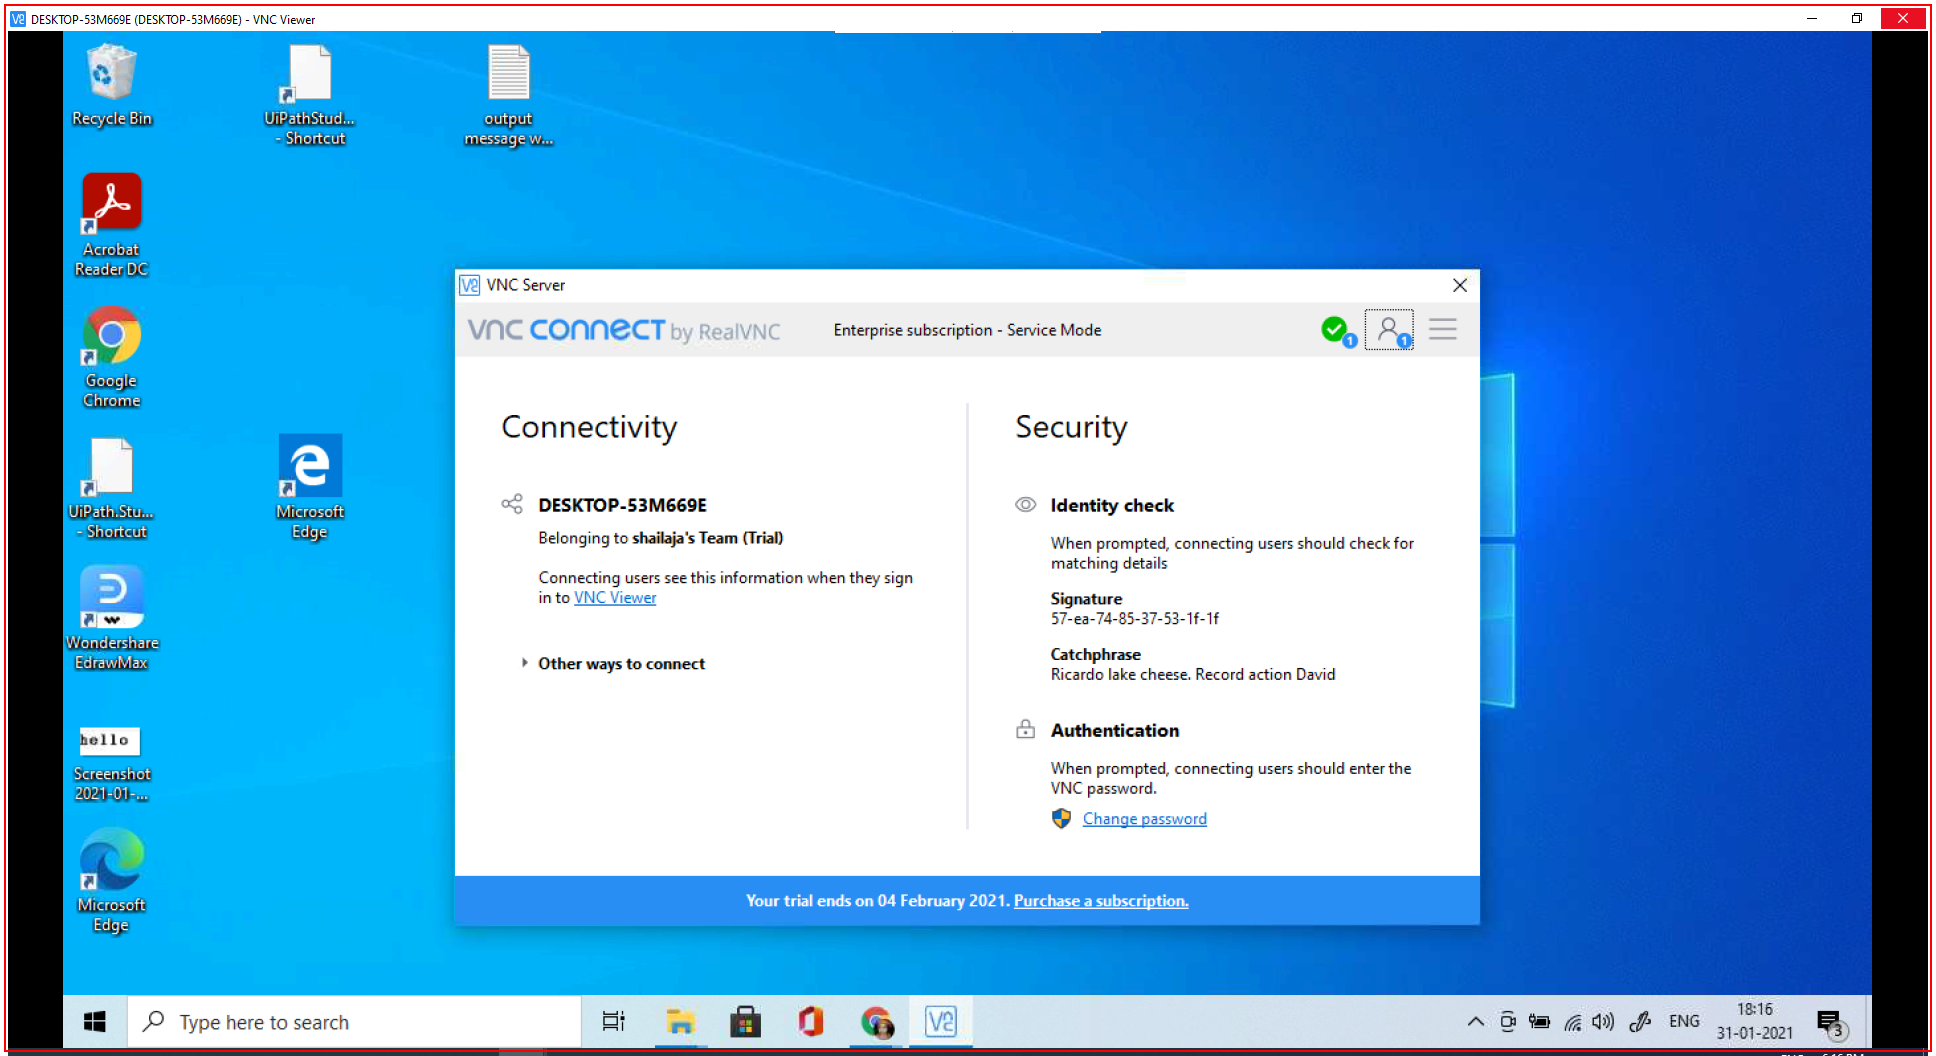 DESKTOP-53M669E (DESKTOP-53M669E) - VNC Viewer
Recycle Bin
UiPathStud...
- Shortcut
output
message w...
Acrobat
Reader DC
Google
Chrome
UiPath.Stu...
- Shortcut
Microsoft
Edge
Wondershare
EdrawMax
hello
Screenshot
2021-01-...
Microsoft
Edge
VNC Server
vnc connect by RealVNC
Enterprise subscription - Service Mode
1
1
Connectivity
DESKTOP-53M669E
Belonging to shailaja's Team (Trial)
Connecting users see this information when they sign
in to VNC Viewer
Other ways to connect
Security
Identity check
When prompted, connecting users should check for
matching details
Signature
57-ea-74-85-37-53-1f-1f
Catchphrase
Ricardo lake cheese. Record action David
Authentication
When prompted, connecting users should enter the
VNC password.
Change password
Your trial ends on 04 February 2021. Purchase a subscription.
Type here to search
ENG
18:16
31-01-2021
3